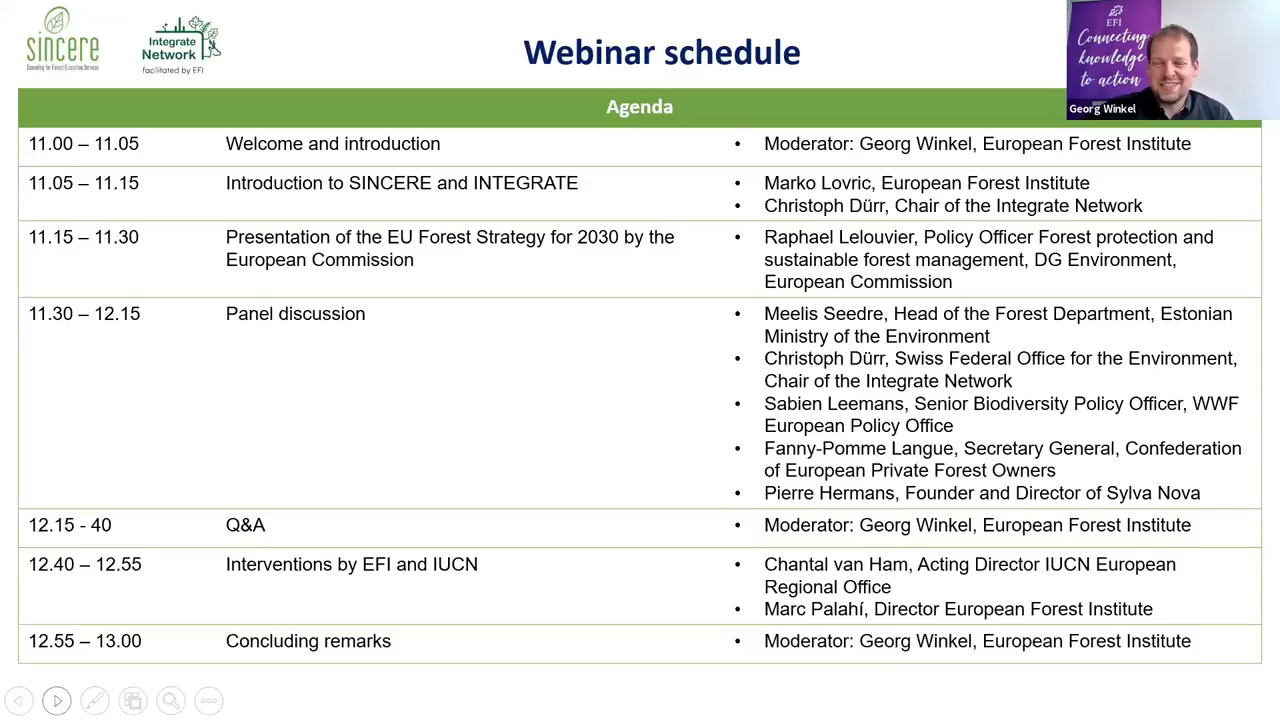 sincere
Integrate
Network
facilitated by EFI
Webinar schedule
EFI
Connecting
knowledge
to action
Georg Winkel
Agenda
11.00 – 11.05 Welcome and introduction • Moderator: Georg Winkel, European Forest Institute
11.05 – 11.15 Introduction to SINCERE and INTEGRATE • Marko Lovric, European Forest Institute
• Christoph Dürr, Chair of the Integrate Network
11.15 – 11.30 Presentation of the EU Forest Strategy for 2030 by the • Raphael Lelouvier, Policy Officer Forest protection and
European Commission sustainable forest management, DG Environment,
European Commission
11.30 – 12.15 Panel discussion • Meelis Seedre, Head of the Forest Department, Estonian
Ministry of the Environment
• Christoph Dürr, Swiss Federal Office for the Environment,
Chair of the Integrate Network
• Sabien Leemans, Senior Biodiversity Policy Officer, WWF
European Policy Office
• Fanny-Pomme Langue, Secretary General, Confederation
of European Private Forest Owners
• Pierre Hermans, Founder and Director of Sylva Nova
12.15 - 40 Q&A • Moderator: Georg Winkel, European Forest Institute
12.40 – 12.55 Interventions by EFI and IUCN • Chantal van Ham, Acting Director IUCN European
Regional Office
• Marc Palahí, Director European Forest Institute
12.55 – 13.00 Concluding remarks • Moderator: Georg Winkel, European Forest Institute